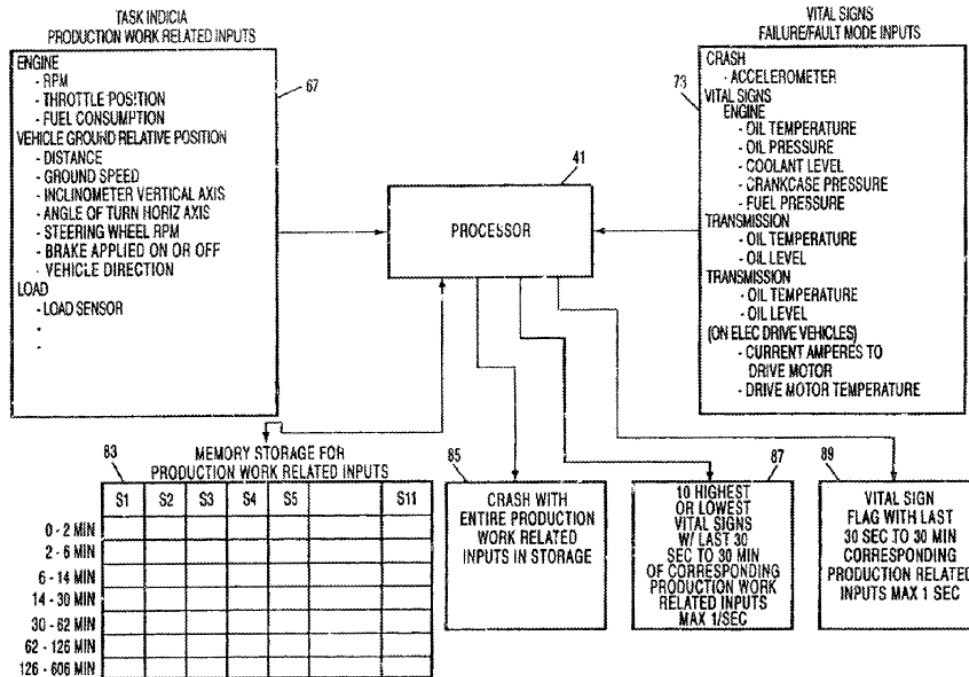 TASK INDICIA
PRODUCTION WORK RELATED INPUTS
ENGINE
- RPM
- THROTTLE POSITION
- FUEL CONSUMPTION
VEHICLE GROUND RELATIVE POSITION
- DISTANCE
- GROUND SPEED
- INCLINOMETER VERTICAL AXIS
- ANGLE OF TURN HORIZ AXIS
- STEERING WHEEL RPM
- BRAKE APPLIED ON OR OFF
- VEHICLE DIRECTION
LOAD
- LOAD SENSOR
67
41
PROCESSOR
VITAL SIGNS
FAILURE/FAULT MODE INPUTS
73
CRASH
- ACCELEROMETER
VITAL SIGNS
ENGINE
- OIL TEMPERATURE
- OIL PRESSURE
- COOLANT LEVEL
- CRANKCASE PRESSURE
- FUEL PRESSURE
TRANSMISSION
- OIL TEMPERATURE
- OIL LEVEL
TRANSMISSION
- OIL TEMPERATURE
- OIL LEVEL
(ON ELEC DRIVE VEHICLES)
- CURRENT AMPERES TO
DRIVE MOTOR
- DRIVE MOTOR TEMPERATURE
83
MEMORY STORAGE FOR
PRODUCTION WORK RELATED INPUTS
S1 S2 S3 S4 S5 S11
0 - 2 MIN
2 - 6 MIN
6 - 14 MIN
14 - 30 MIN
30 - 62 MIN
62 - 126 MIN
126 - 606 MIN
85
CRASH WITH
ENTIRE PRODUCTION
WORK RELATED
INPUTS IN STORAGE
87
10 HIGHEST
OR LOWEST
VITAL SIGNS
W/ LAST 30
SEC TO 30 MIN
OF CORRESPONDING
PRODUCTION WORK
RELATED INPUTS
MAX 1/SEC
89
VITAL SIGN
FLAG WITH LAST
30 SEC TO 30 MIN
CORRESPONDING
PRODUCTION RELATED
INPUTS MAX 1 SEC